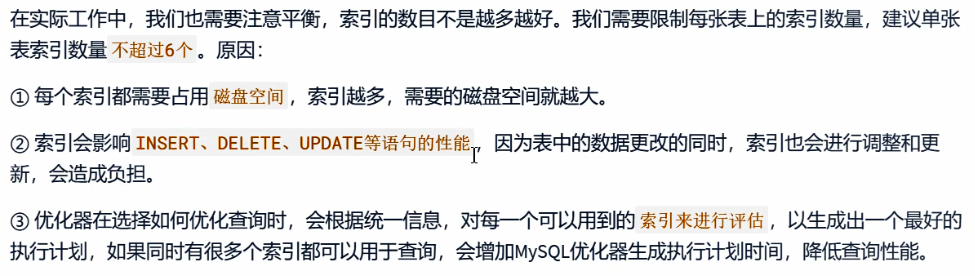 在实际工作中，我们也需要注意平衡，索引的数目不是越多越好。我们需要限制每张表上的索引数量，建议单张
表索引数量不超过6个。原因：
① 每个索引都需要占用磁盘空间，索引越多，需要的磁盘空间就越大。
② 索引会影响INSERT、DELETE、UPDATE等语句的性能，因为表中的数据更改的同时，索引也会进行调整和更
新，会造成负担。
③ 优化器在选择如何优化查询时，会根据统一信息，对每一个可以用到的索引来进行评估，以生成出一个最好的
执行计划，如果同时有很多个索引都可以用于查询，会增加MySQL优化器生成执行计划时间，降低查询性能。